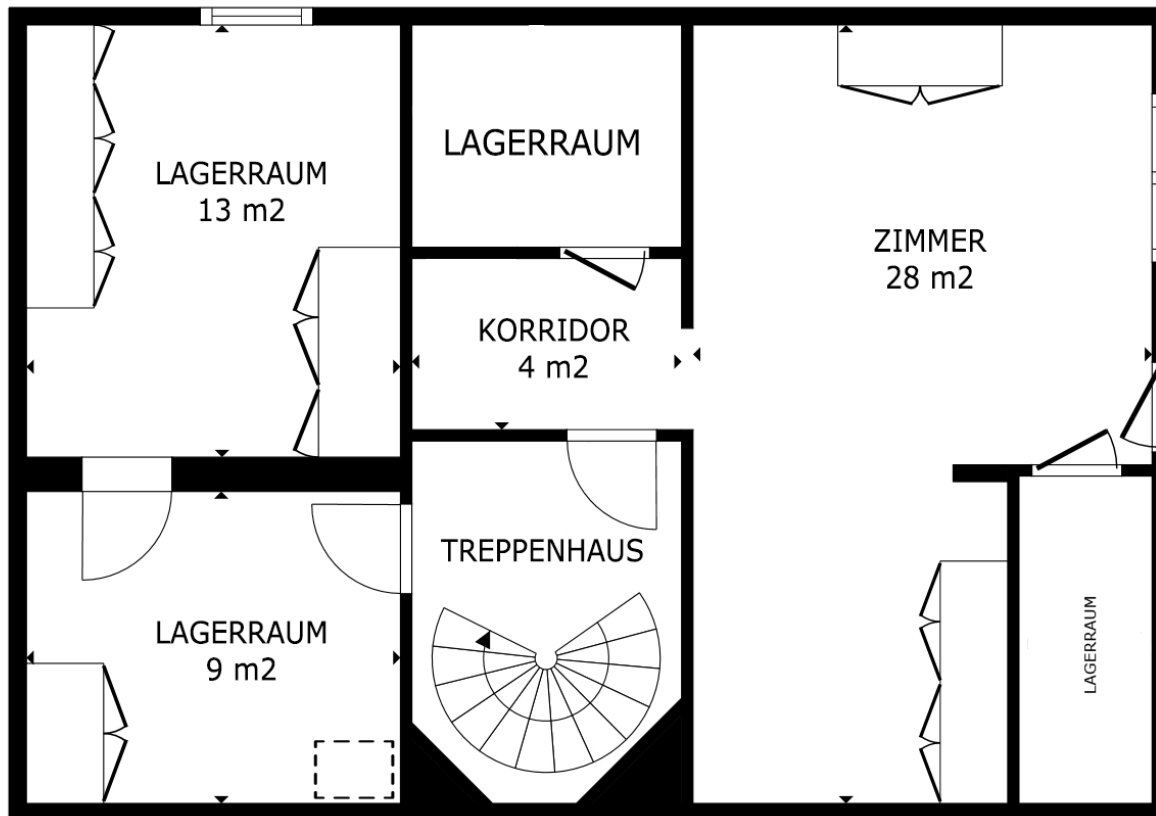 LAGERRAUM
13 m2
LAGERRAUM
ZIMMER
28 m2
KORRIDOR
4 m2
TREPPENHAUS
LAGERRAUM
9 m2
LAGERRAUM